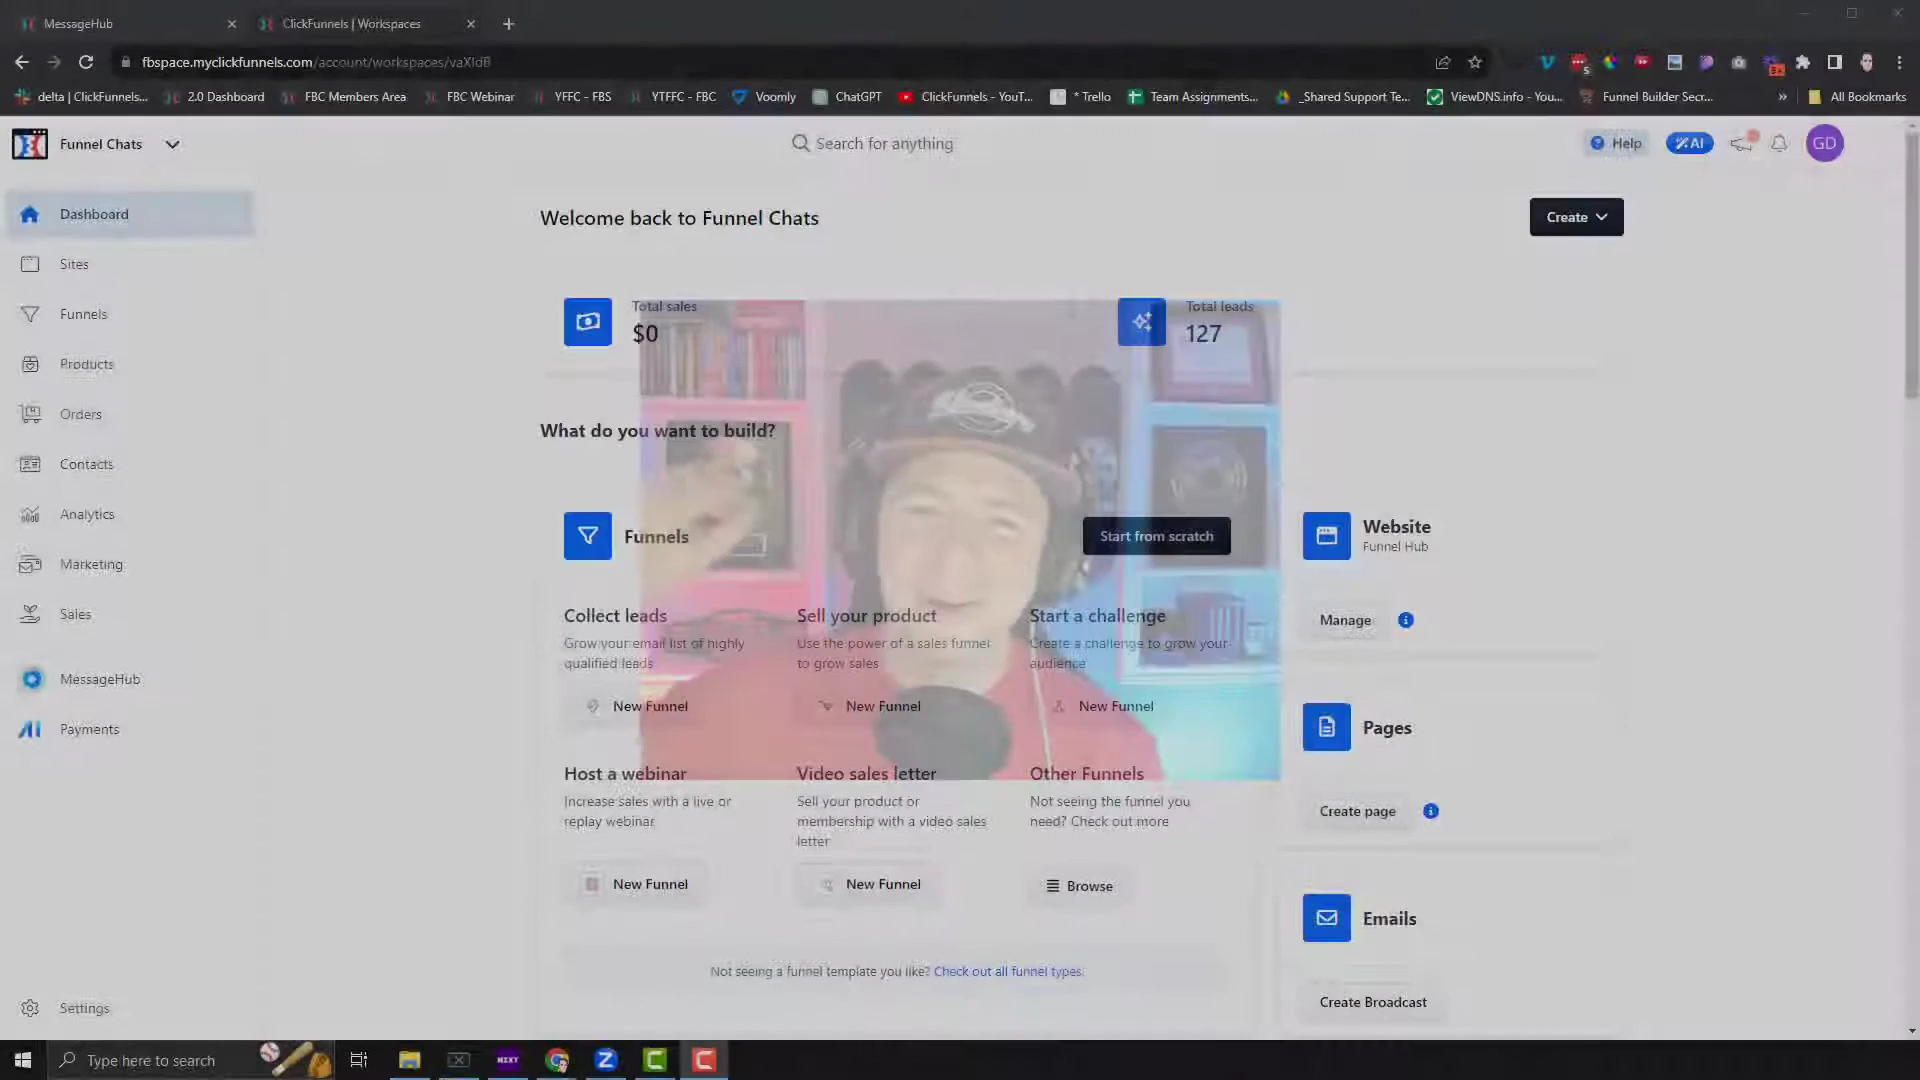 MessageHub
ClickFunnels | Workspaces
fbspace.myclickfunnels.com/account/workspaces/vaXldB
delta | ClickFunnels...
2.0 Dashboard
FBC Members Area
FBC Webinar
YFFC - FBS
YTFFC - FBC
Voomly
ChatGPT
ClickFunnels - YouT...
* Trello
Team Assignments...
_Shared Support Te...
ViewDNS.info - You...
Funnel Builder Secr...
»
All Bookmarks
Funnel Chats
Search for anything
Help
AI
GD
Dashboard
Sites
Funnels
Products
Orders
Contacts
Analytics
Marketing
Sales
MessageHub
Payments
Settings
Welcome back to Funnel Chats
Create
Total sales
$0
Total leads
127
What do you want to build?
Funnels
Start from scratch
Collect leads
Grow your email list of highly
qualified leads
New Funnel
Sell your product
Use the power of a sales funnel
to grow sales
New Funnel
Start a challenge
Create a challenge to grow your
audience
New Funnel
Host a webinar
Increase sales with a live or
replay webinar
New Funnel
Video sales letter
Sell your product or
membership with a video sales
letter
New Funnel
Other Funnels
Not seeing the funnel you
need? Check out more
Browse
Not seeing a funnel template you like? Check out all funnel types.
Website
Funnel Hub
Manage
Pages
Create page
Emails
Create Broadcast
Type here to search